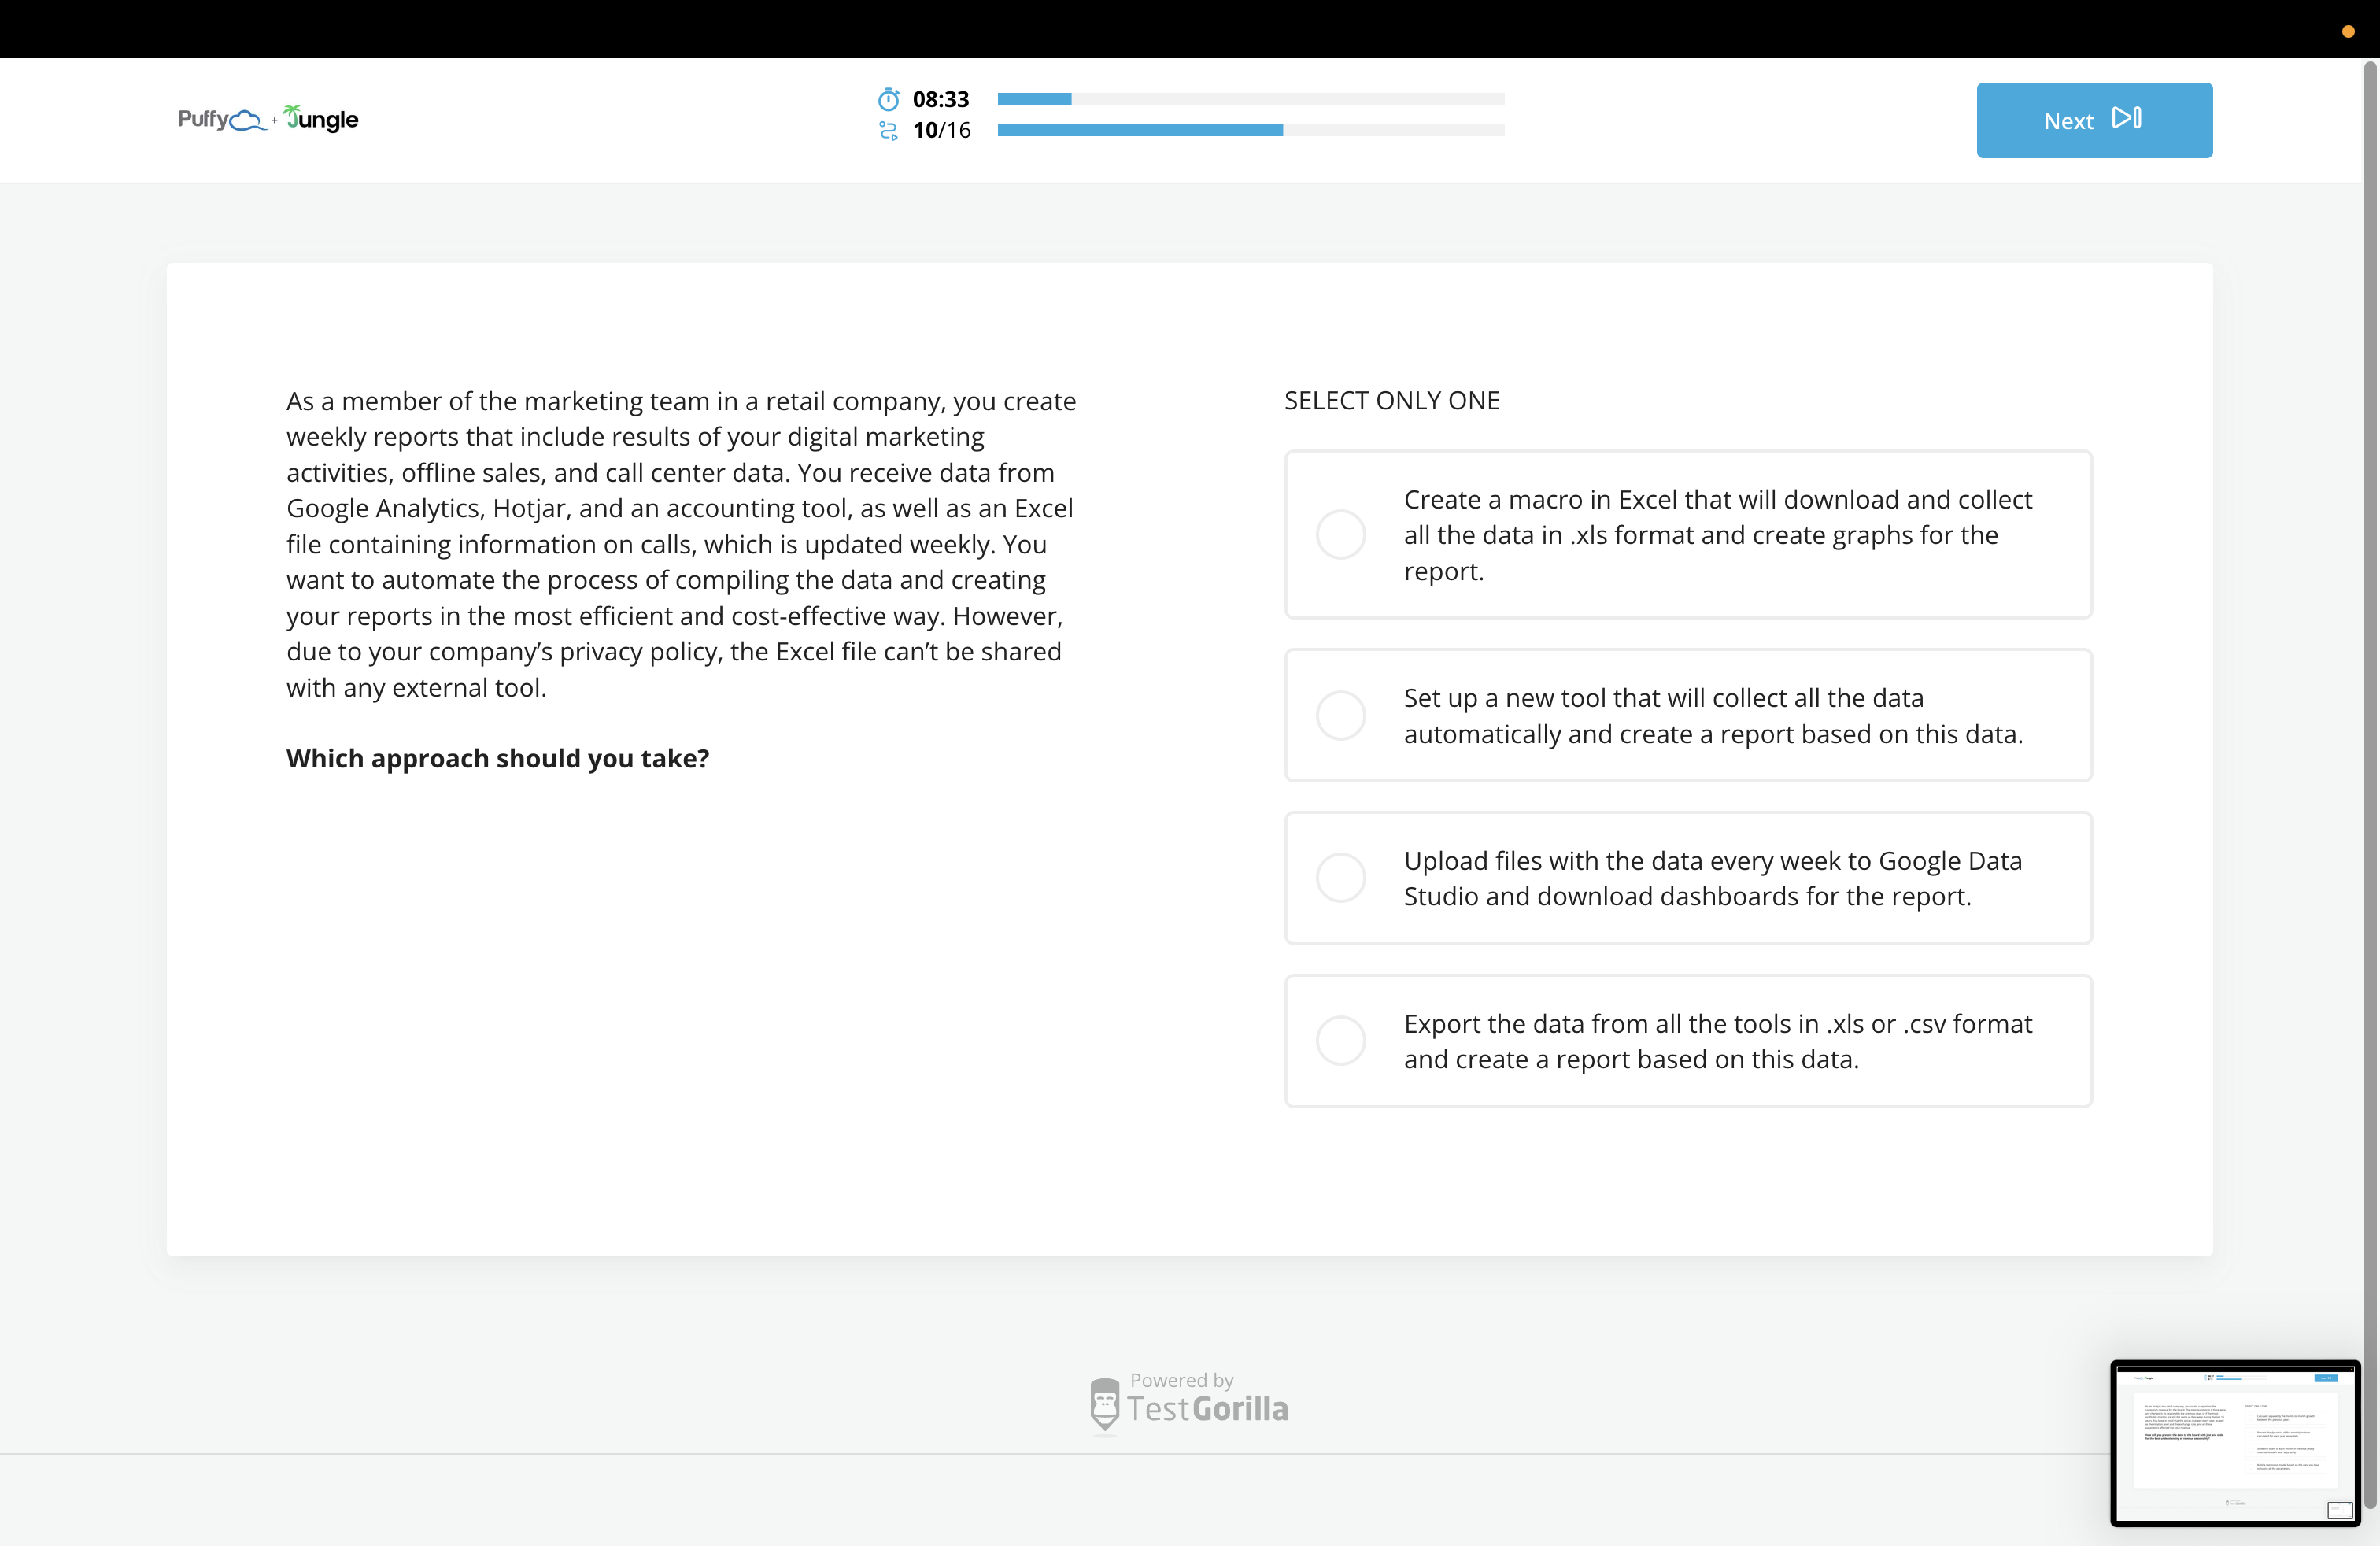 Puffy + Jungle
08:33
10/16
Next
As a member of the marketing team in a retail company, you create
weekly reports that include results of your digital marketing
activities, offline sales, and call center data. You receive data from
Google Analytics, Hotjar, and an accounting tool, as well as an Excel
file containing information on calls, which is updated weekly. You
want to automate the process of compiling the data and creating
your reports in the most efficient and cost-effective way. However,
due to your company’s privacy policy, the Excel file can’t be shared
with any external tool.
Which approach should you take?
SELECT ONLY ONE
Create a macro in Excel that will download and collect
all the data in .xls format and create graphs for the
report.
Set up a new tool that will collect all the data
automatically and create a report based on this data.
Upload files with the data every week to Google Data
Studio and download dashboards for the report.
Export the data from all the tools in .xls or .csv format
and create a report based on this data.
Powered by
TestGorilla